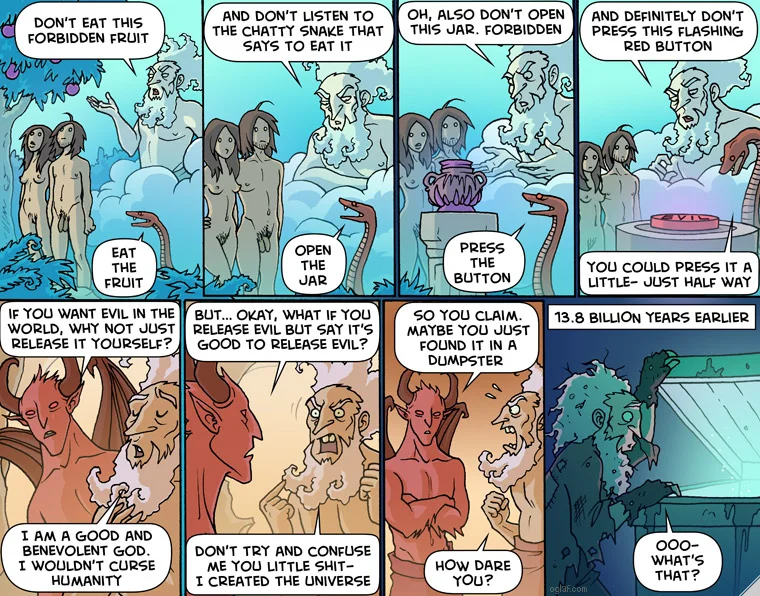 DON'T EAT THIS
FORBIDDEN FRUIT
EAT
THE
FRUIT
AND DON'T LISTEN TO
THE CHATTY SNAKE THAT
SAYS TO EAT IT
OPEN
THE
JAR
OH, ALSO DON'T OPEN
THIS JAR. FORBIDDEN
PRESS
THE
BUTTON
AND DEFINITELY DON'T
PRESS THIS FLASHING
RED BUTTON
EVIL
YOU COULD PRESS IT A
LITTLE- JUST HALF WAY
IF YOU WANT EVIL IN THE
WORLD, WHY NOT JUST
RELEASE IT YOURSELF?
I AM A GOOD AND
BENEVOLENT GOD.
I WOULDN'T CURSE
HUMANITY
BUT... OKAY, WHAT IF YOU
RELEASE EVIL BUT SAY IT'S
GOOD TO RELEASE EVIL?
DON'T TRY AND CONFUSE
ME YOU LITTLE SHIT-
I CREATED THE UNIVERSE
SO YOU CLAIM.
MAYBE YOU JUST
FOUND IT IN A
DUMPSTER
HOW DARE
YOU?
13.8 BILLION YEARS EARLIER
OOO-
WHAT'S
THAT?
oglaf.com